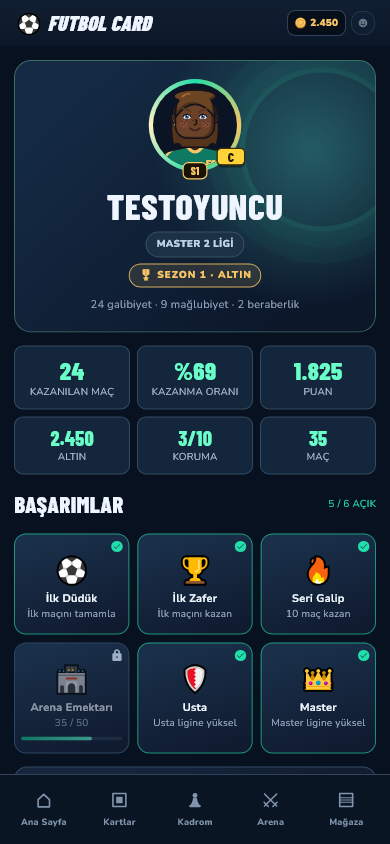 FUTBOL CARD
2.450
C
S1
TESTOYUNCU
MASTER 2 LİGİ
SEZON 1 · ALTIN
24 galibiyet · 9 mağlubiyet · 2 beraberlik
24
%69
1.825
KAZANILAN MAÇ
KAZANMA ORANI
PUAN
2.450
3/10
35
ALTIN
KORUMA
MAÇ
BAŞARIMLAR
5 / 6 AÇIK
İlk Düdük
İlk Zafer
Seri Galip
İlk maçını tamamla
İlk maçını kazan
10 maç kazan
Arena Emektarı
Usta
Master
35 / 50
Usta ligine yüksel
Master ligine yüksel
Ana Sayfa
Kartlar
Kadrom
Arena
Mağaza